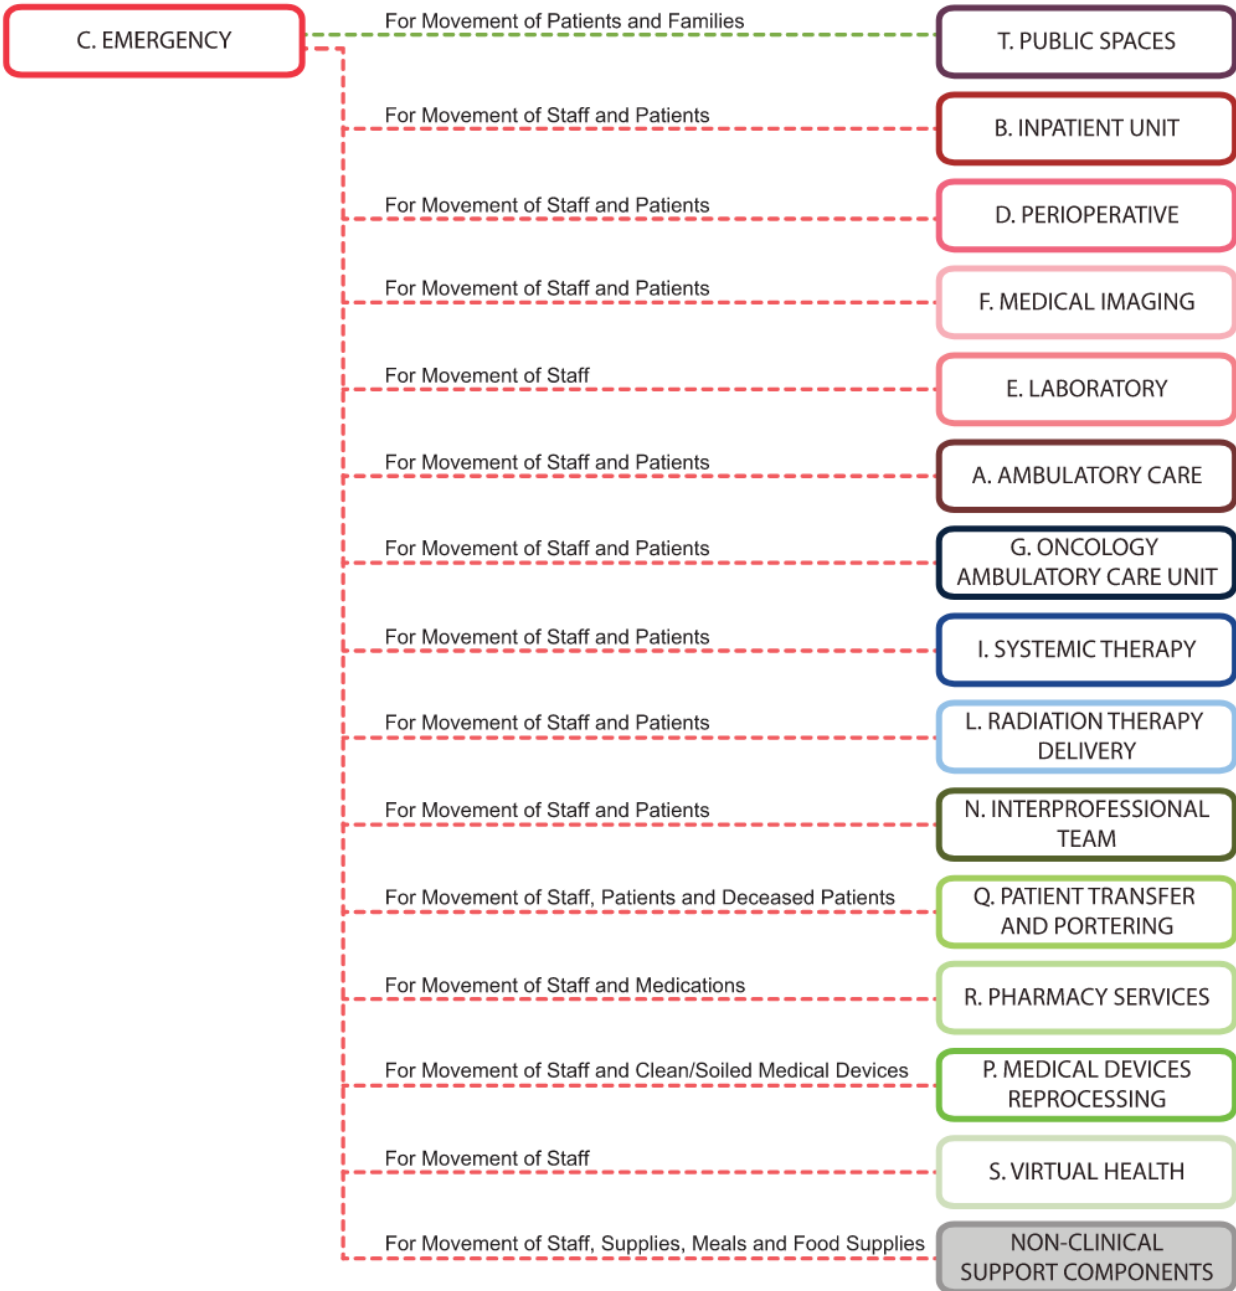 C. EMERGENCY
For Movement of Patients and Families
T. PUBLIC SPACES
For Movement of Staff and Patients
B. INPATIENT UNIT
For Movement of Staff and Patients
D. PERIOPERATIVE
For Movement of Staff and Patients
F. MEDICAL IMAGING
For Movement of Staff
E. LABORATORY
For Movement of Staff and Patients
A. AMBULATORY CARE
For Movement of Staff and Patients
G. ONCOLOGY
AMBULATORY CARE UNIT
For Movement of Staff and Patients
I. SYSTEMIC THERAPY
For Movement of Staff and Patients
L. RADIATION THERAPY
DELIVERY
For Movement of Staff and Patients
N. INTERPROFESSIONAL
TEAM
For Movement of Staff, Patients and Deceased Patients
Q. PATIENT TRANSFER
AND PORTERING
For Movement of Staff and Medications
R. PHARMACY SERVICES
For Movement of Staff and Clean/Soiled Medical Devices
P. MEDICAL DEVICES
REPROCESSING
For Movement of Staff
S. VIRTUAL HEALTH
For Movement of Staff, Supplies, Meals and Food Supplies
NON-CLINICAL
SUPPORT COMPONENTS